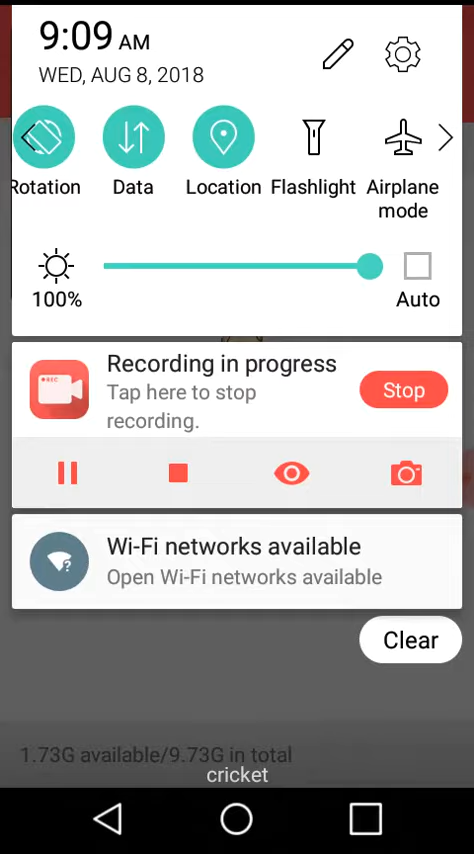 9:09 AM
WED, AUG 8, 2018
Rotation
Data
Location
Flashlight
Airplane
mode
100%
Auto
REC
Recording in progress
Tap here to stop
recording.
Stop
?
Wi-Fi networks available
Open Wi-Fi networks available
Clear
1.73G available/9.73G in total
cricket